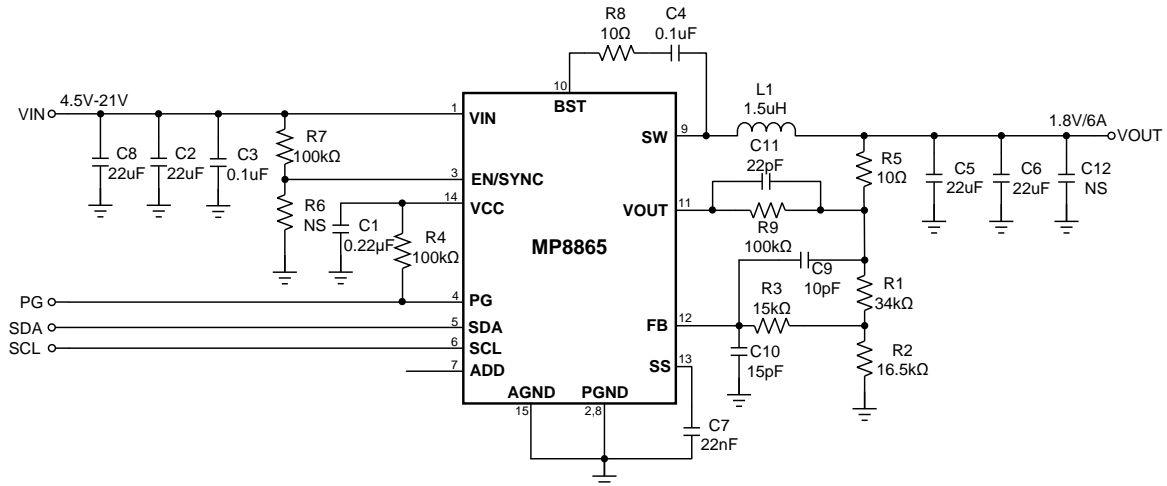 R8
10Ω
C4
0.1uF
10
BST
VIN
4.5V-21V
1
VIN
L1
1.5uH
SW
9
1.8V/6A
VOUT
C8
22uF
C2
22uF
C3
0.1uF
R7
100kΩ
C11
22pF
R5
10Ω
C5
22uF
C6
22uF
C12
NS
3
EN/SYNC
14
VCC
R6
NS
C1
0.22µF
R4
100kΩ
VOUT
11
R9
100kΩ
MP8865
C9
10pF
R1
34kΩ
R3
15kΩ
PG
4
PG
SDA
5
SDA
SCL
6
SCL
7
ADD
FB
12
C10
15pF
R2
16.5kΩ
SS
13
AGND
PGND
15
2,8
C7
22nF